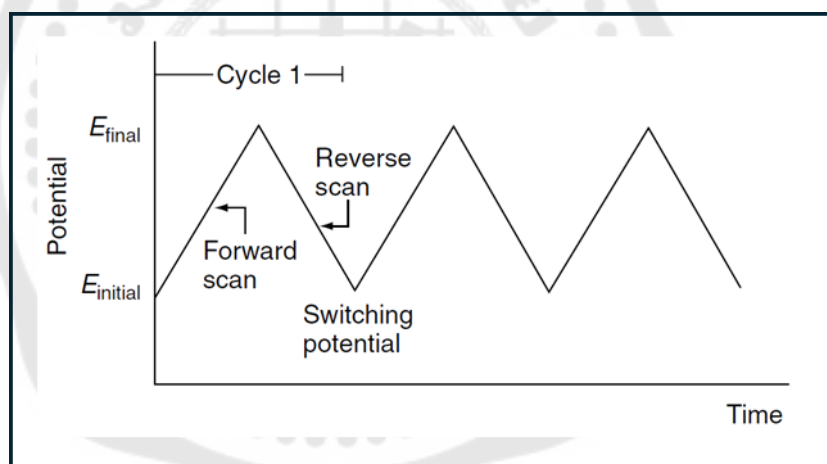 Cycle 1
E_final
Reverse
scan
Potential
Forward
scan
E_initial
Switching
potential
Time